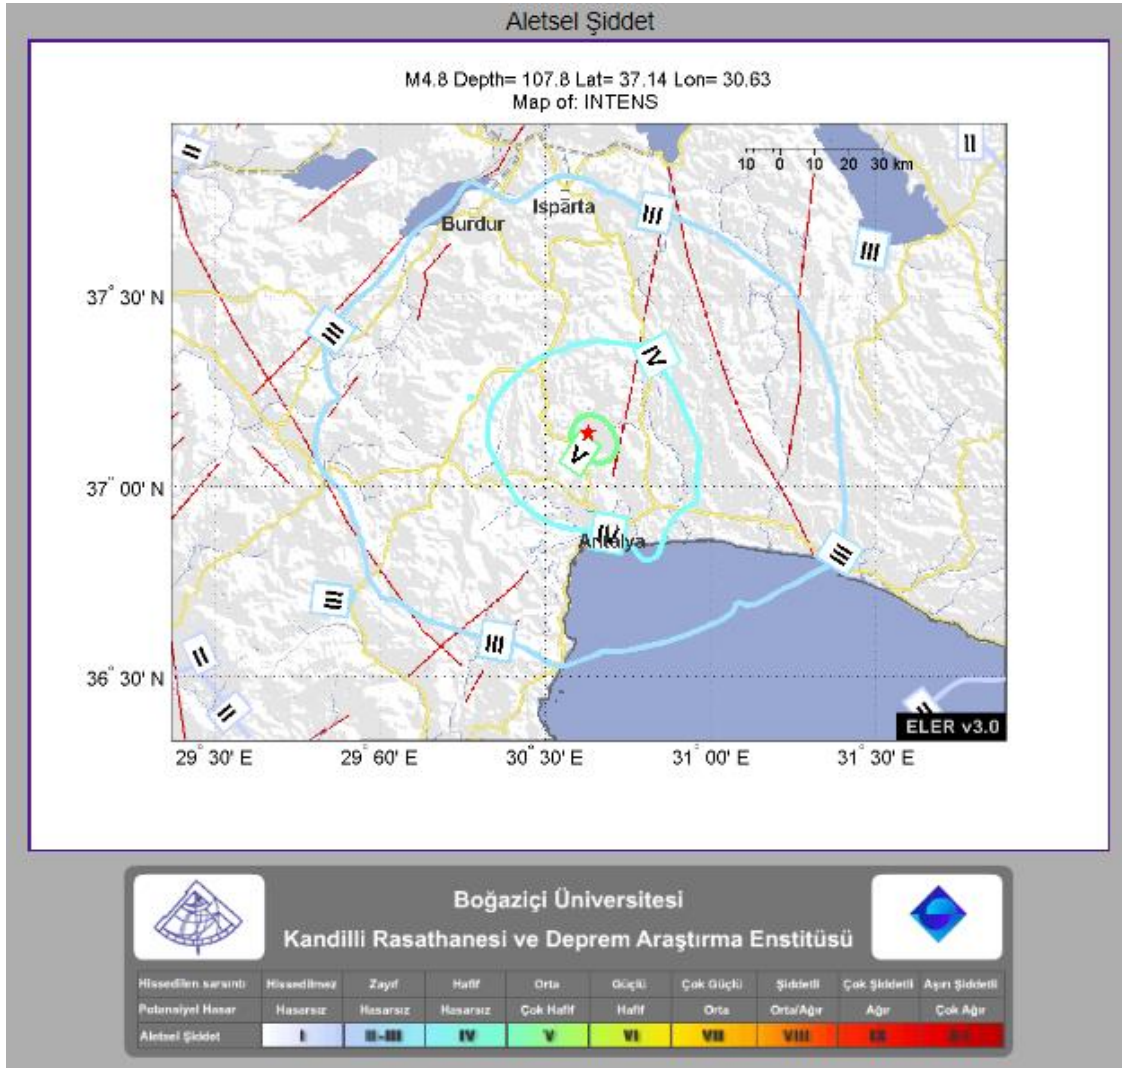 Aletsel Şiddet
M4.8 Depth= 107.8 Lat= 37.14 Lon= 30.63
Map of: INTENS
II
II
10 0 10 20 30 km
Isparta
III
Burdur
III
37° 30' N
III
IV
V
37° 00' N
IV
Antalya
III
III
III
II
36° 30' N
II
II
ELER v3.0
29° 30' E 29° 60' E 30° 30' E 31° 00' E 31° 30' E
Boğaziçi Üniversitesi
Kandilli Rasathanesi ve Deprem Araştırma Enstitüsü
Hissedilen sarsıntı Hissedilmez Zayıf Hafif Orta Güçlü Çok Güçlü Şiddetli Çok Şiddetli Aşırı Şiddetli
Potansiyel Hasar Hasarsız Hasarsız Hasarsız Çok Hafif Hafif Orta Orta/Ağır Ağır Çok Ağır
Aletsel Şiddet I II-III IV V VI VII VIII IX